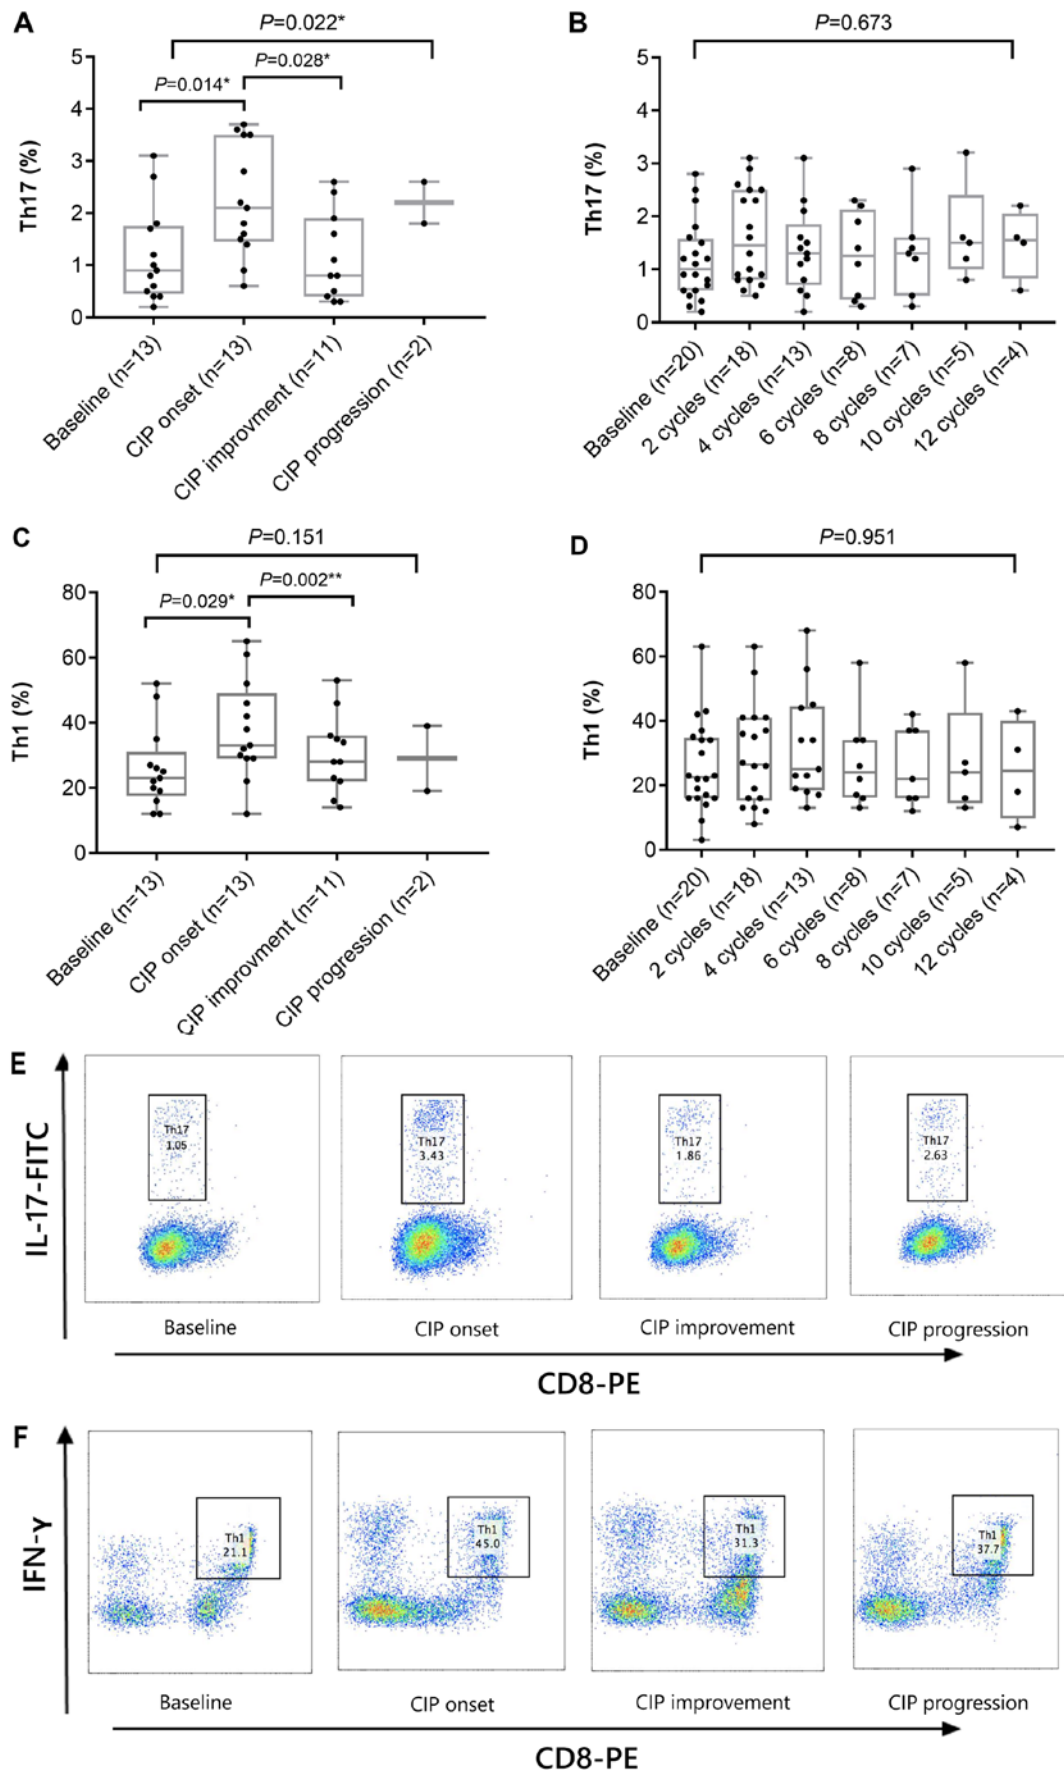 A
P=0.022*
P=0.028*
P=0.014*
Th17 (%)
5
4
3
2
1
0
Baseline (n=13)
CIP onset (n=13)
CIP improvment (n=11)
CIP progression (n=2)
B
P=0.673
Th17 (%)
5
4
3
2
1
0
Baseline (n=20)
2 cycles (n=18)
4 cycles (n=13)
6 cycles (n=8)
8 cycles (n=7)
10 cycles (n=5)
12 cycles (n=4)
C
P=0.151
P=0.002**
P=0.029*
Th1 (%)
80
60
40
20
0
Baseline (n=13)
CIP onset (n=13)
CIP improvement (n=11)
CIP progression (n=2)
D
P=0.951
Th1 (%)
80
60
40
20
0
Baseline (n=20)
2 cycles (n=18)
4 cycles (n=13)
6 cycles (n=8)
8 cycles (n=7)
10 cycles (n=5)
12 cycles (n=4)
E
IL-17-FITC
Th17
1.05
Th17
3.43
Th17
1.86
Th17
2.63
Baseline
CIP onset
CIP improvement
CIP progression
CD8-PE
F
IFN-γ
Th1
21.1
Th1
45.0
Th1
31.3
Th1
37.7
Baseline
CIP onset
CIP improvement
CIP progression
CD8-PE